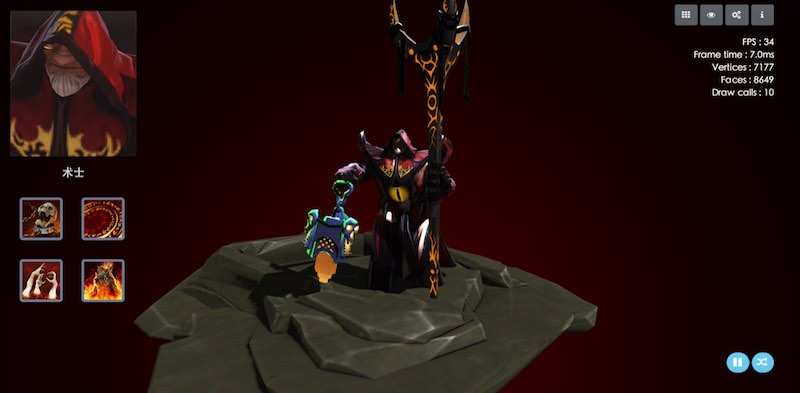 术士
FPS : 34
Frame time : 7.0ms
Vertices : 7177
Faces : 8649
Draw calls : 10